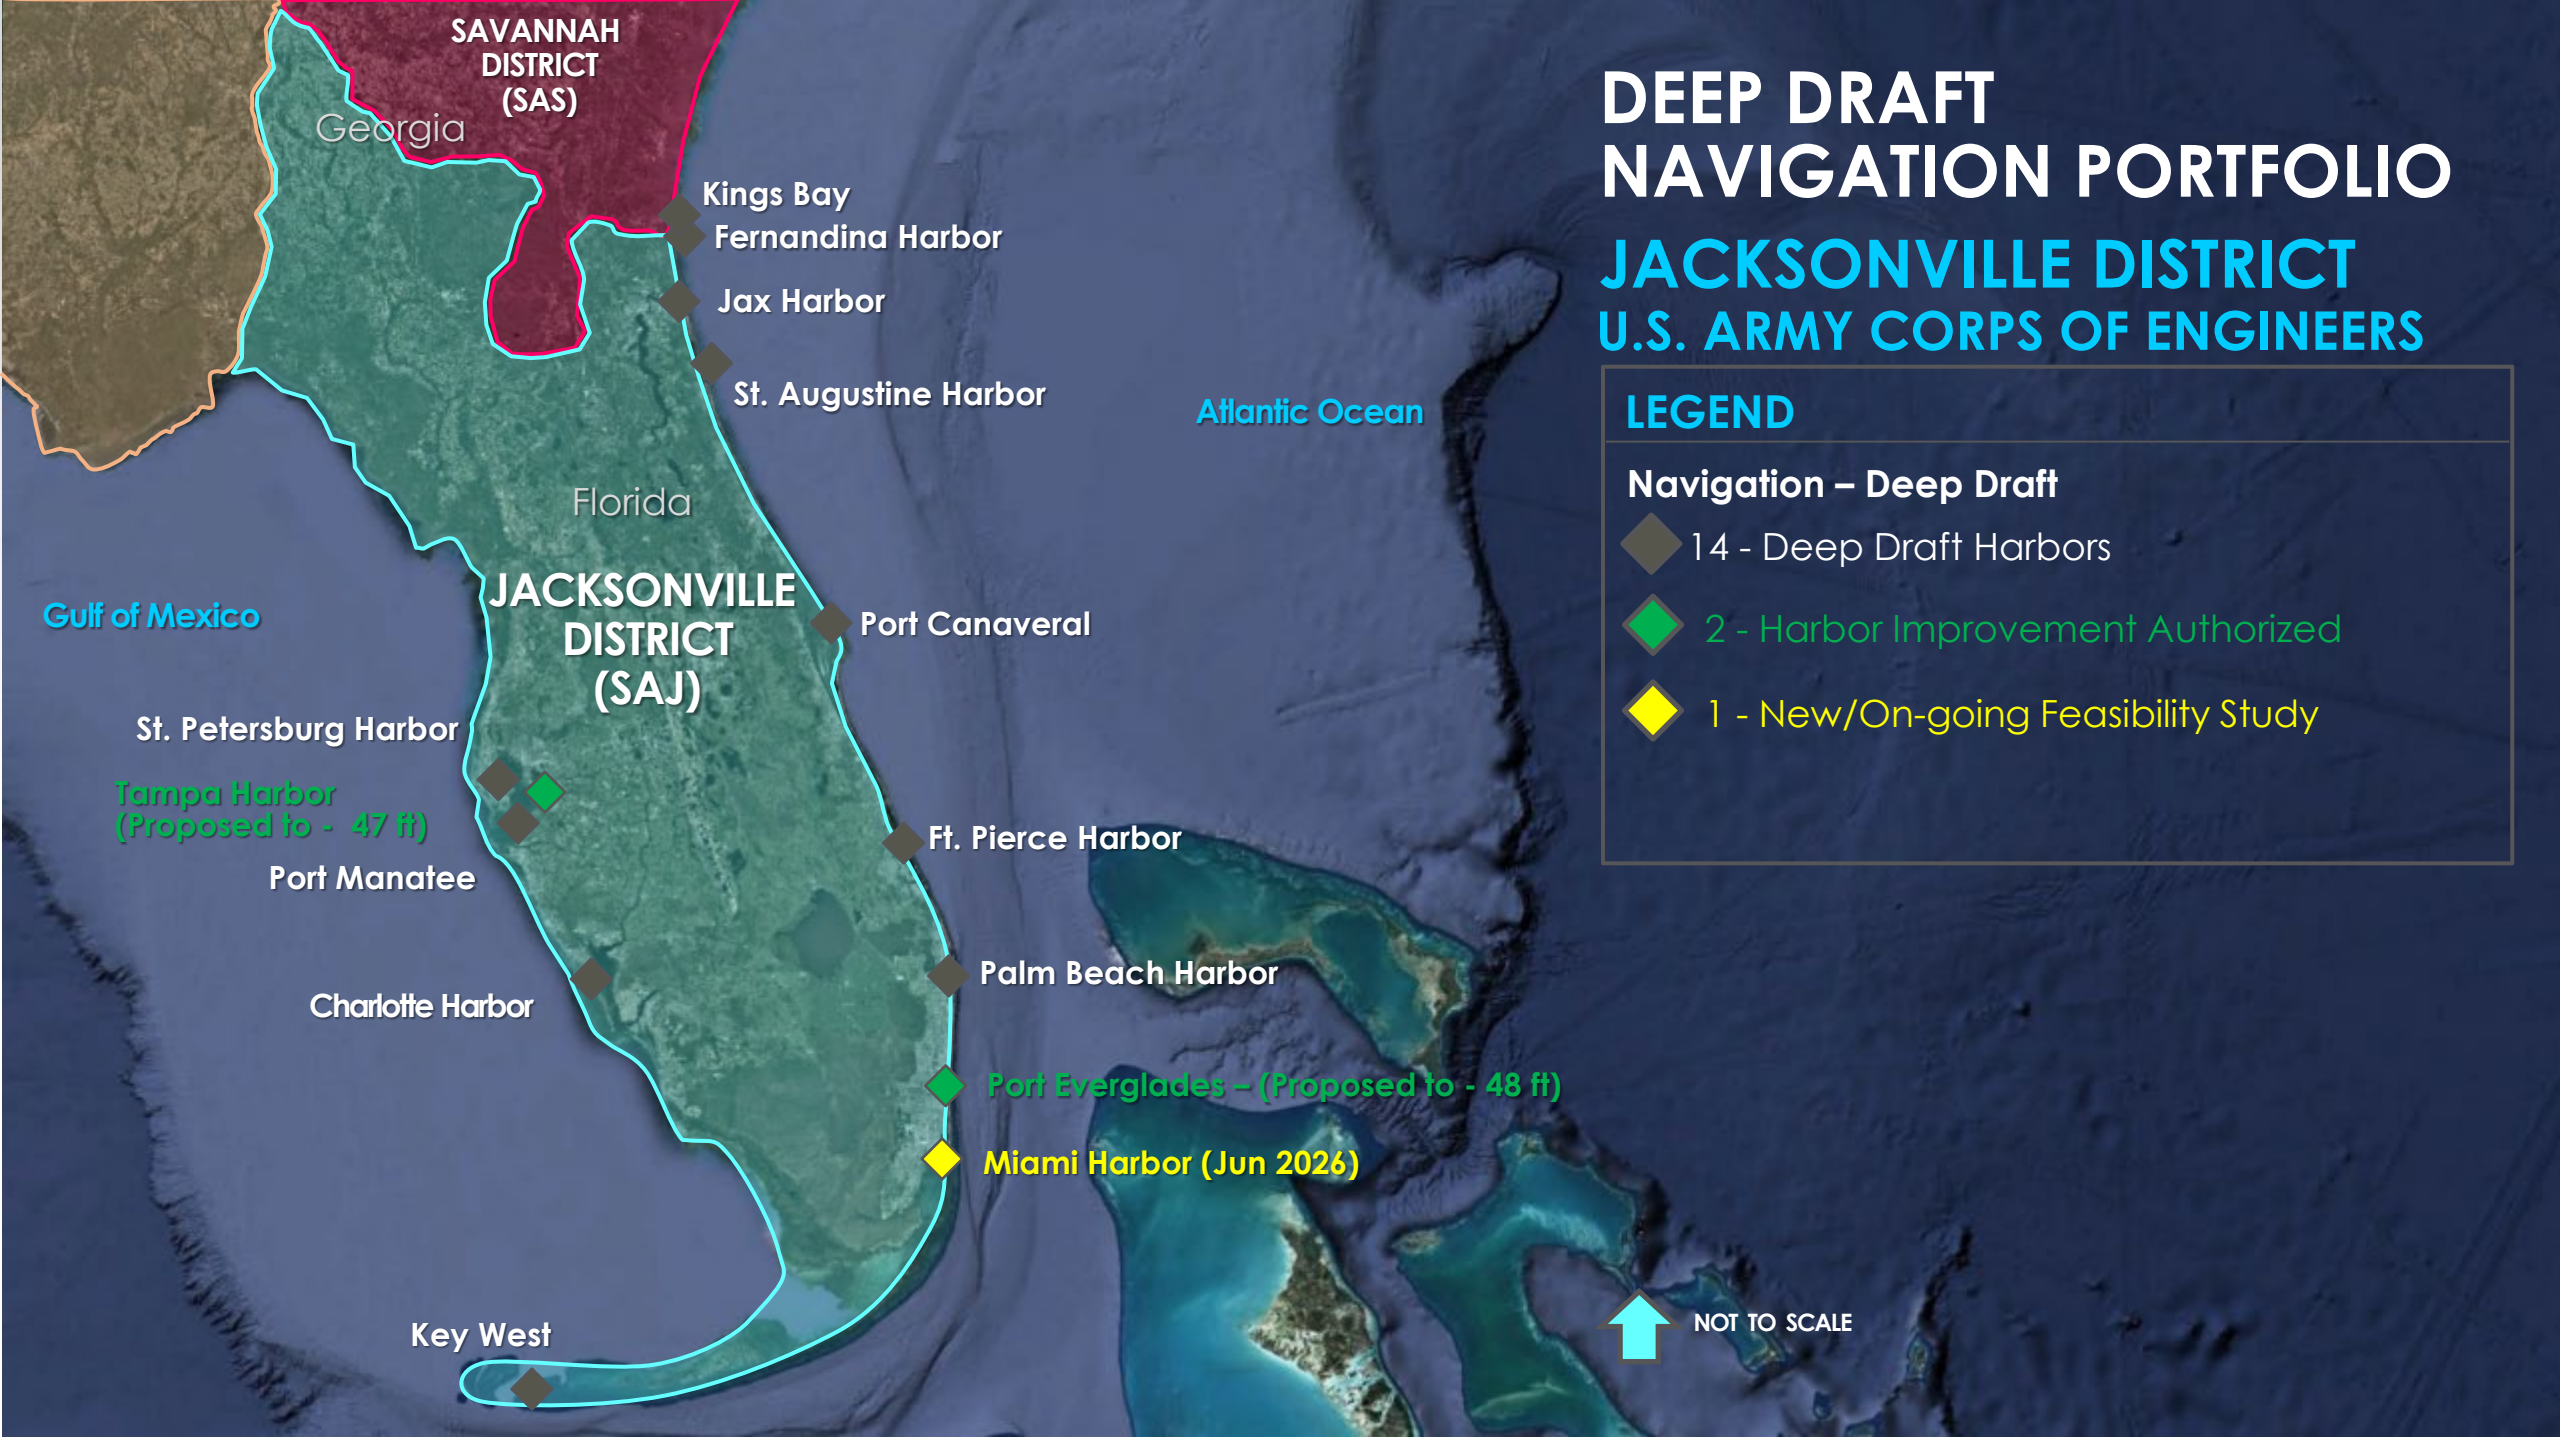 SAVANNAH
DISTRICT
(SAS)
Georgia
Kings Bay
Fernandina Harbor
Jax Harbor
St. Augustine Harbor
Atlantic Ocean
Florida
JACKSONVILLE
DISTRICT
(SAJ)
Gulf of Mexico
Port Canaveral
St. Petersburg Harbor
Tampa Harbor
(Proposed to - 47 ft)
Port Manatee
Ft. Pierce Harbor
Palm Beach Harbor
Charlotte Harbor
Port Everglades – (Proposed to - 48 ft)
Miami Harbor (Jun 2026)
Key West
DEEP DRAFT
NAVIGATION PORTFOLIO
JACKSONVILLE DISTRICT
U.S. ARMY CORPS OF ENGINEERS
LEGEND
Navigation – Deep Draft
14 - Deep Draft Harbors
2 - Harbor Improvement Authorized
1 - New/On-going Feasibility Study
NOT TO SCALE